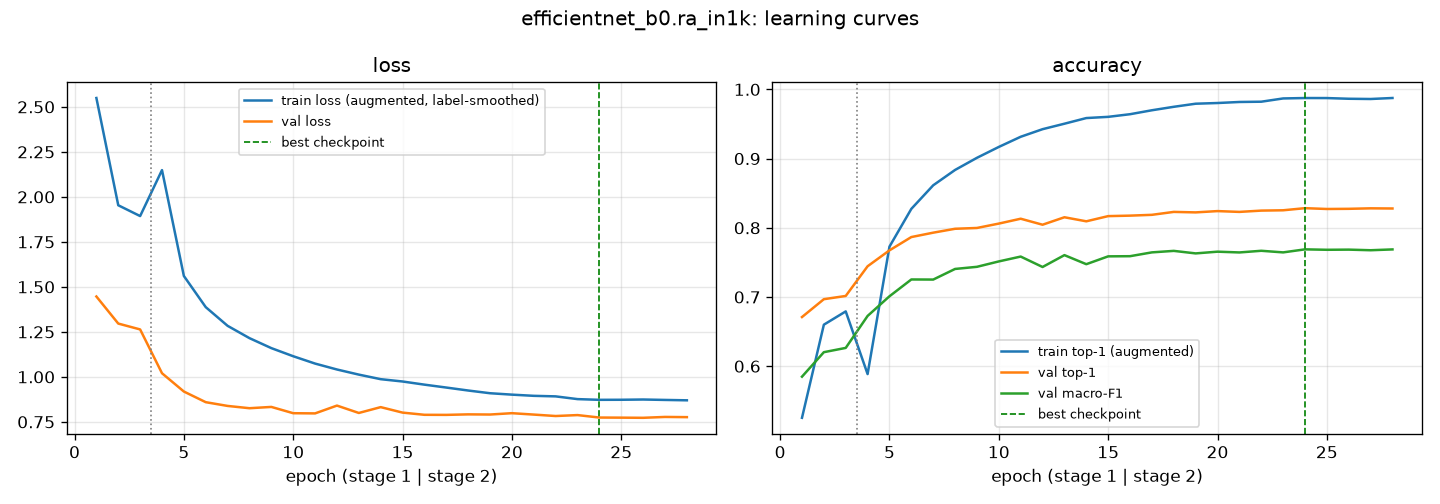 efficientnet_b0.ra_in1k: learning curves
loss
2.50
2.25
2.00
1.75
1.50
1.25
1.00
0.75
train loss (augmented, label-smoothed)
val loss
best checkpoint
0
5
10
15
20
25
epoch (stage 1 | stage 2)
accuracy
1.0
0.9
0.8
0.7
0.6
train top-1 (augmented)
val top-1
val macro-F1
best checkpoint
0
5
10
15
20
25
epoch (stage 1 | stage 2)